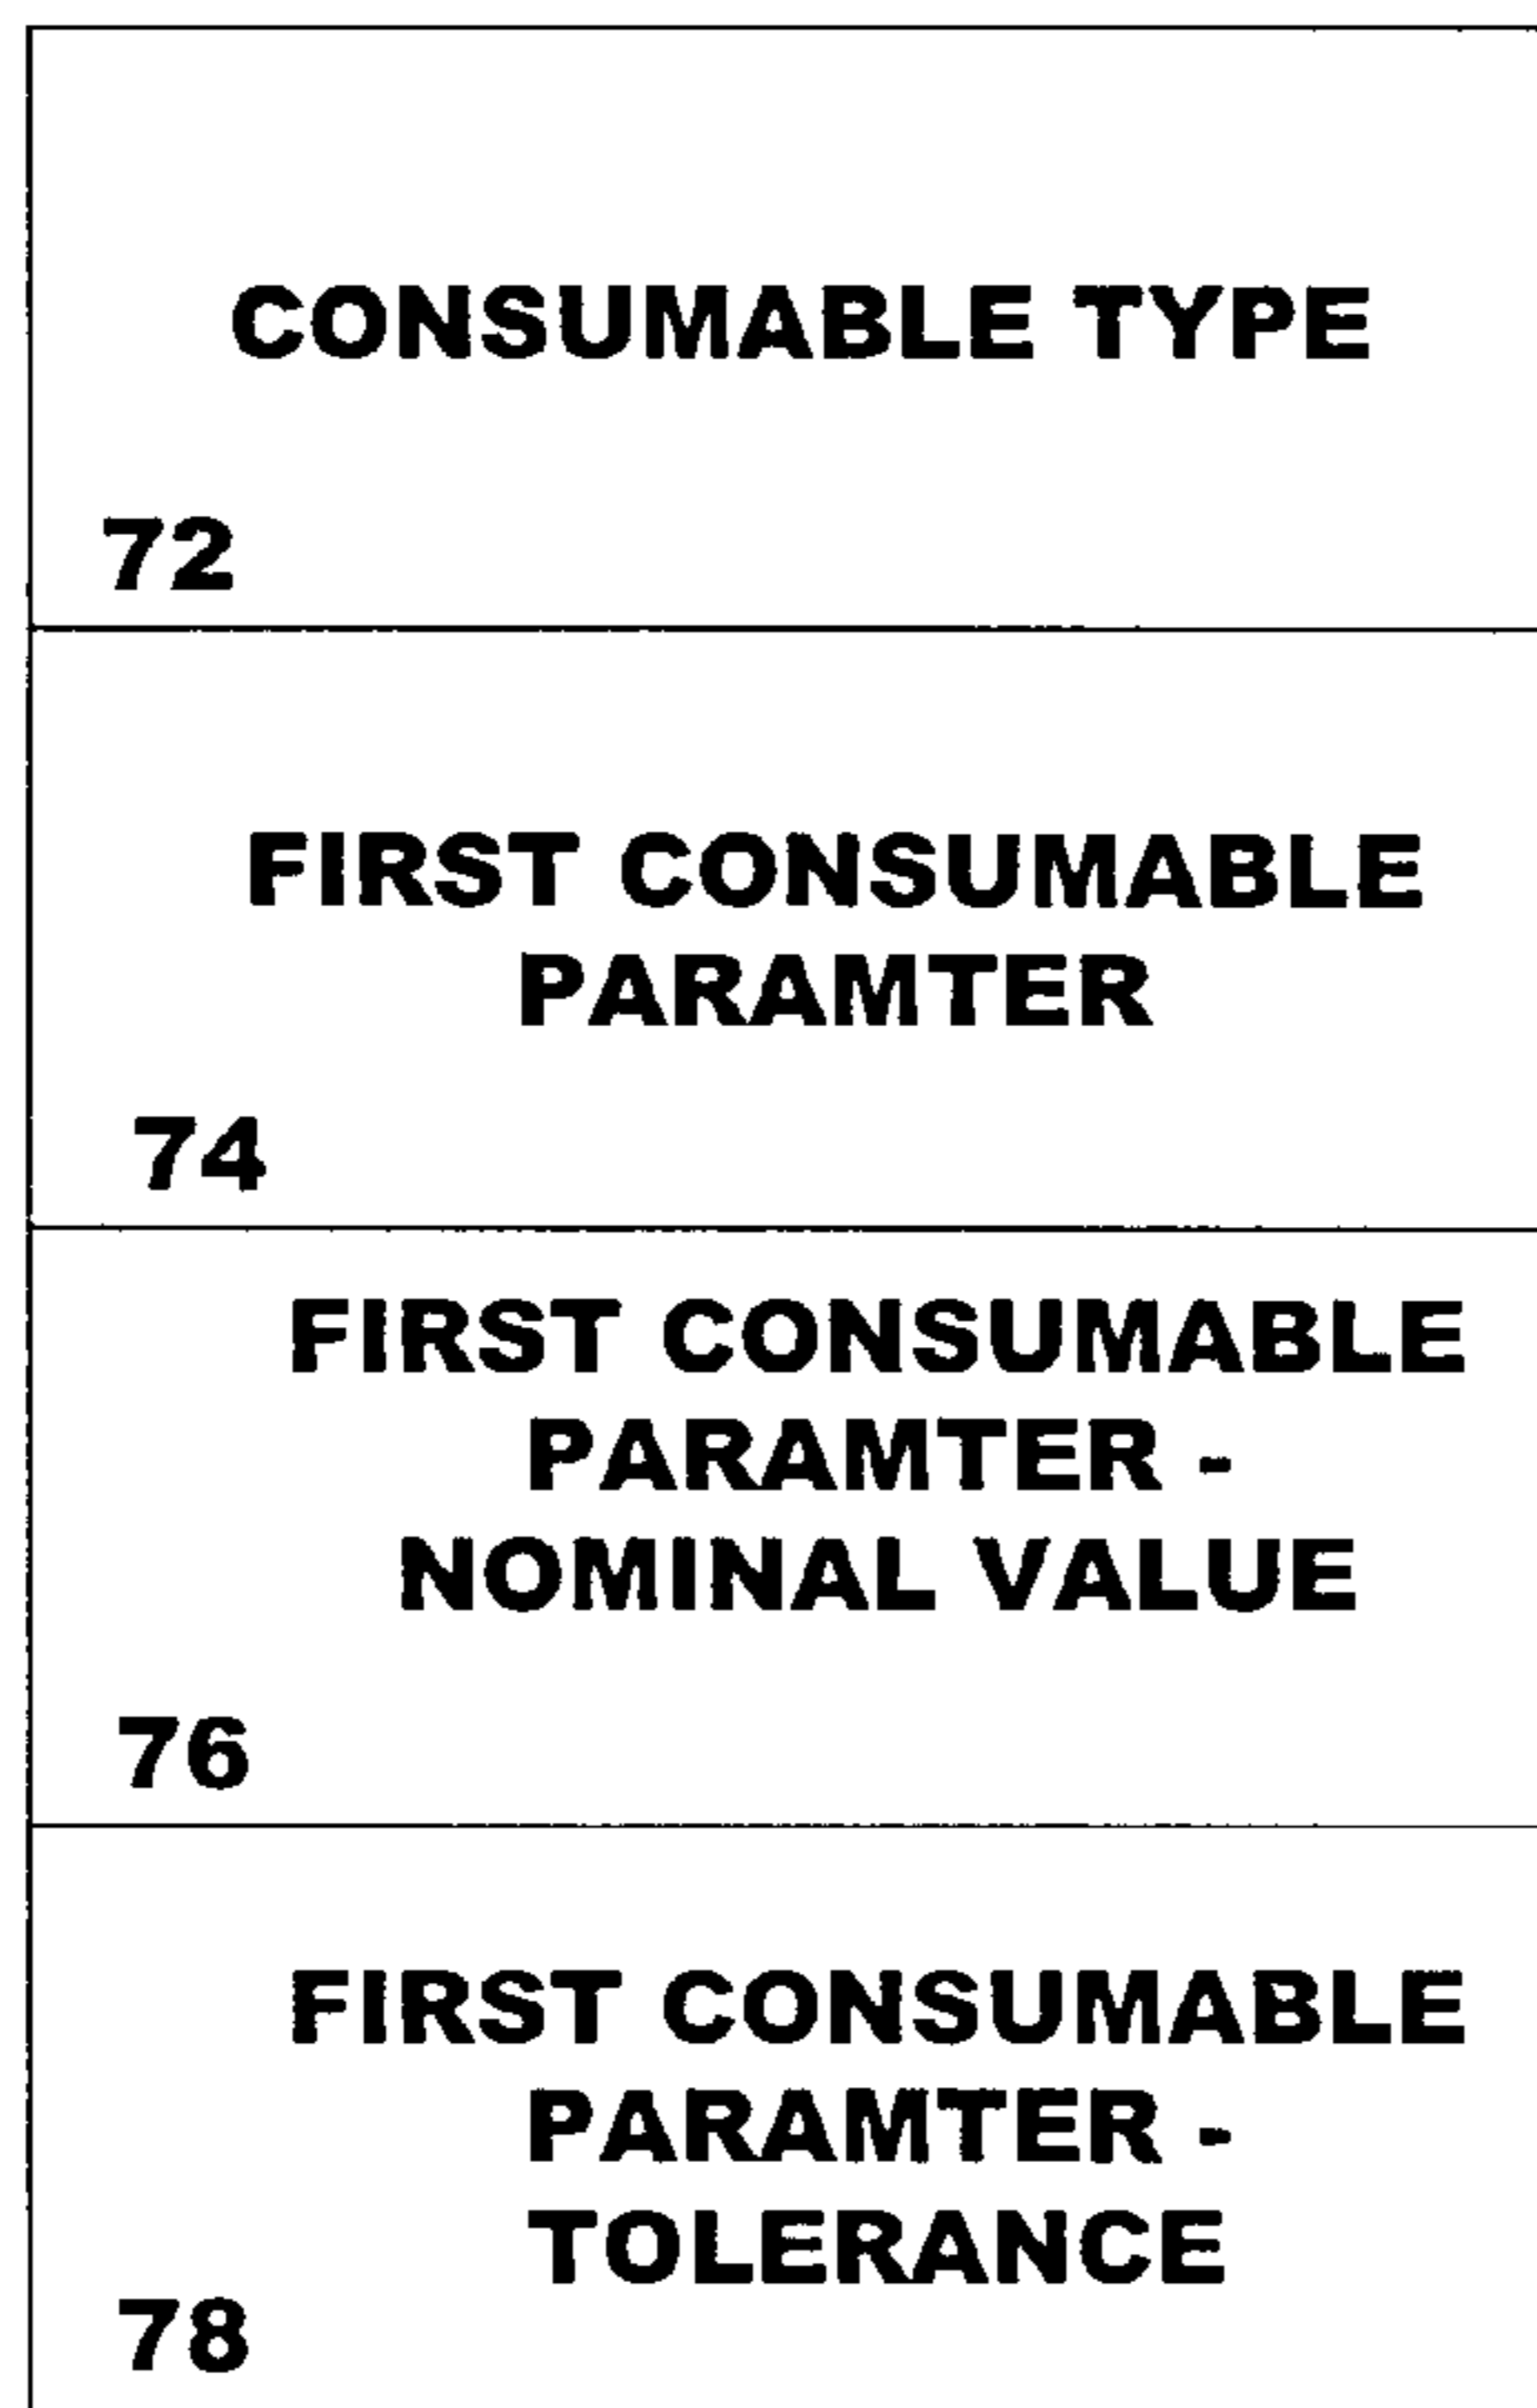 CONSUMABLE TYPE
72
FIRST CONSUMABLE
PARAMTER
74
FIRST CONSUMABLE
PARAMTER -
NOMINAL VALUE
76
FIRST CONSUMABLE
PARAMTER -
TOLERANCE
78